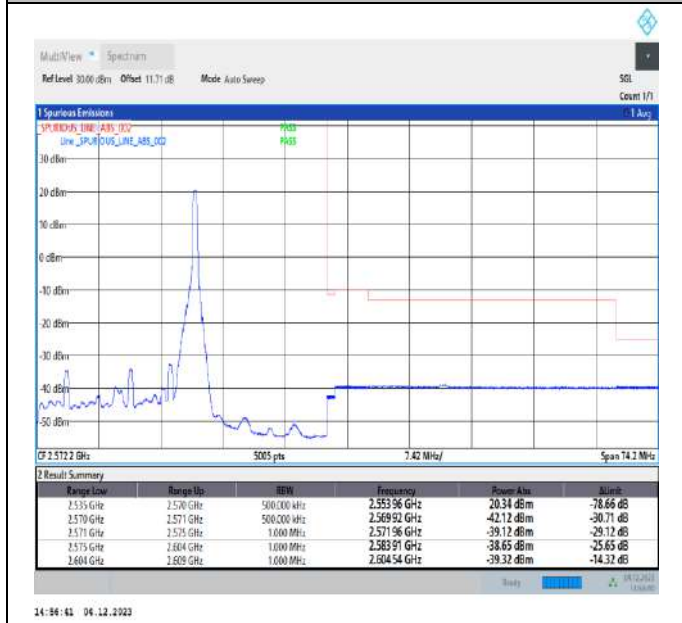 MultiView Spectrum
Ref Level 30.00 dBm Offset 11.71 dB Mode Auto Sweep SGL
Count 1/1
1 Spurious Emissions 1 Avg
_SPURIOUS_LINE_ABS_002 PASS
Line _SPURIOUS_LINE_ABS_002 PASS
30 dBm
20 dBm
10 dBm
0 dBm
-10 dBm
-20 dBm
-30 dBm
-40 dBm
-50 dBm
CF 2.5722 GHz 5005 pts 7.42 MHz/ Span 74.2 MHz
2 Result Summary
Range Low Range Up RBW Frequency Power Abs ΔLimit
2.535 GHz 2.570 GHz 500.000 kHz 2.55396 GHz 20.34 dBm -78.66 dB
2.570 GHz 2.571 GHz 500.000 kHz 2.56992 GHz -42.12 dBm -30.71 dB
2.571 GHz 2.575 GHz 1.000 MHz 2.57196 GHz -39.12 dBm -29.12 dB
2.575 GHz 2.604 GHz 1.000 MHz 2.58391 GHz -38.65 dBm -25.65 dB
2.604 GHz 2.609 GHz 1.000 MHz 2.60454 GHz -39.32 dBm -14.32 dB
Ready
14:56:41 04.12.2023